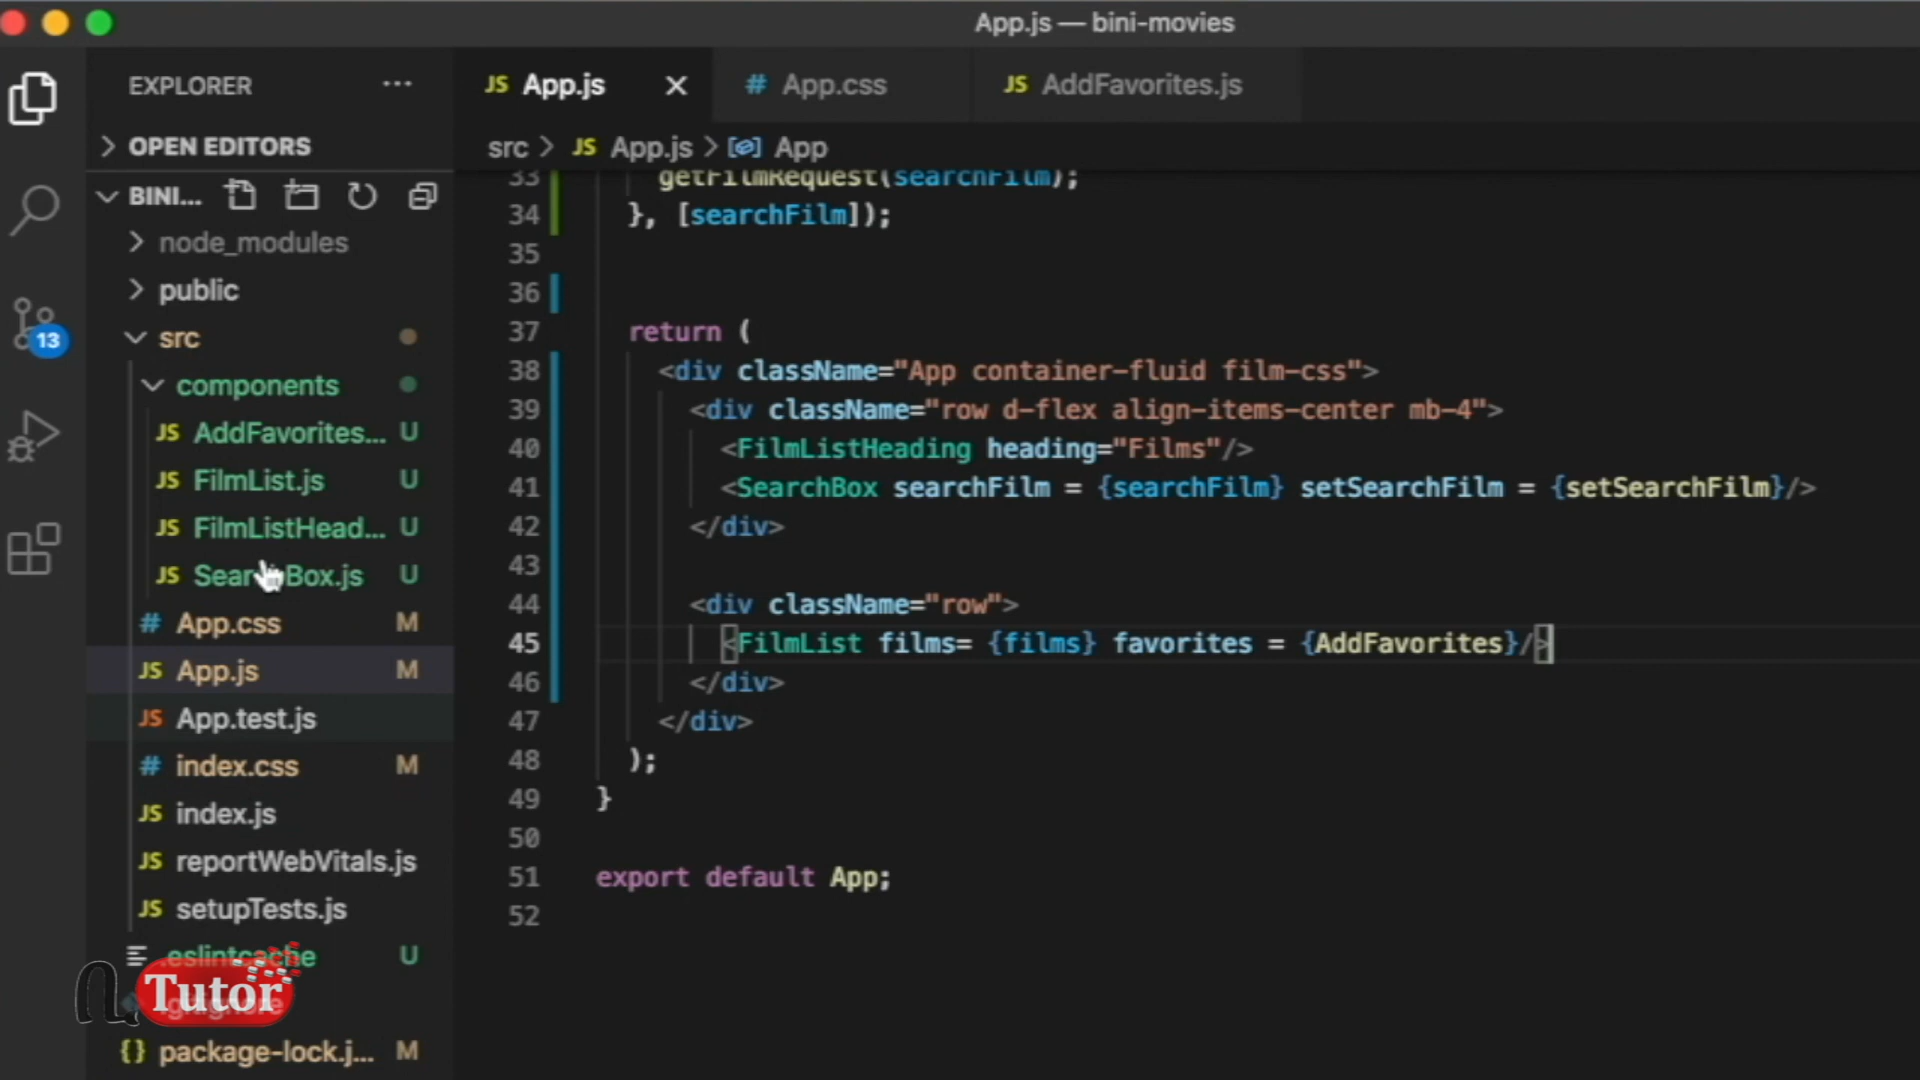 App.js — bini-movies
EXPLORER ...
JS App.js
# App.css
JS AddFavorites.js
OPEN EDITORS
src > JS App.js > App
BINI...
node_modules
public
src
components
JS AddFavorites... U
JS FilmList.js U
JS FilmListHead... U
JS SearchBox.js U
# App.css M
JS App.js M
JS App.test.js
# index.css M
JS index.js
JS reportWebVitals.js
JS setupTests.js
.eslintcache U
.gitignore
{} package-lock.j... M
13
33 getFilmRequest(searchFilm);
34 }, [searchFilm]);
35
36
37 return (
38 <div className="App container-fluid film-css">
39 <div className="row d-flex align-items-center mb-4">
40 <FilmListHeading heading="Films"/>
41 <SearchBox searchFilm = {searchFilm} setSearchFilm = {setSearchFilm}/>
42 </div>
43
44 <div className="row">
45 <FilmList films= {films} favorites = {AddFavorites}/>
46 </div>
47 </div>
48 );
49 }
50
51 export default App;
52
Tutor